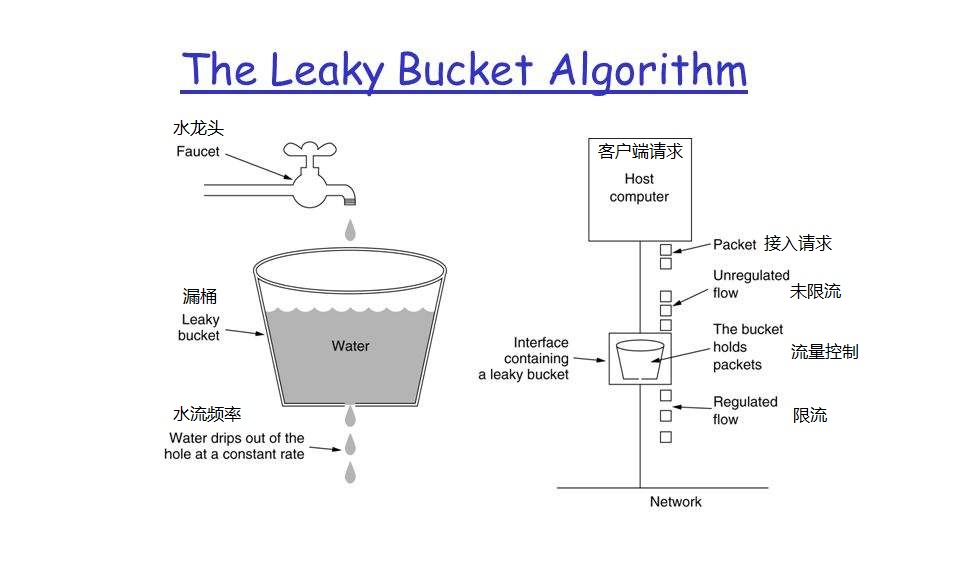 The Leaky Bucket Algorithm
水龙头
Faucet
漏桶
Leaky
bucket
Water
水流频率
Water drips out of the
hole at a constant rate
客户端请求
Host
computer
Packet 接入请求
Unregulated
flow 未限流
Interface
containing
a leaky bucket
The bucket
holds
packets
流量控制
Regulated
flow 限流
Network